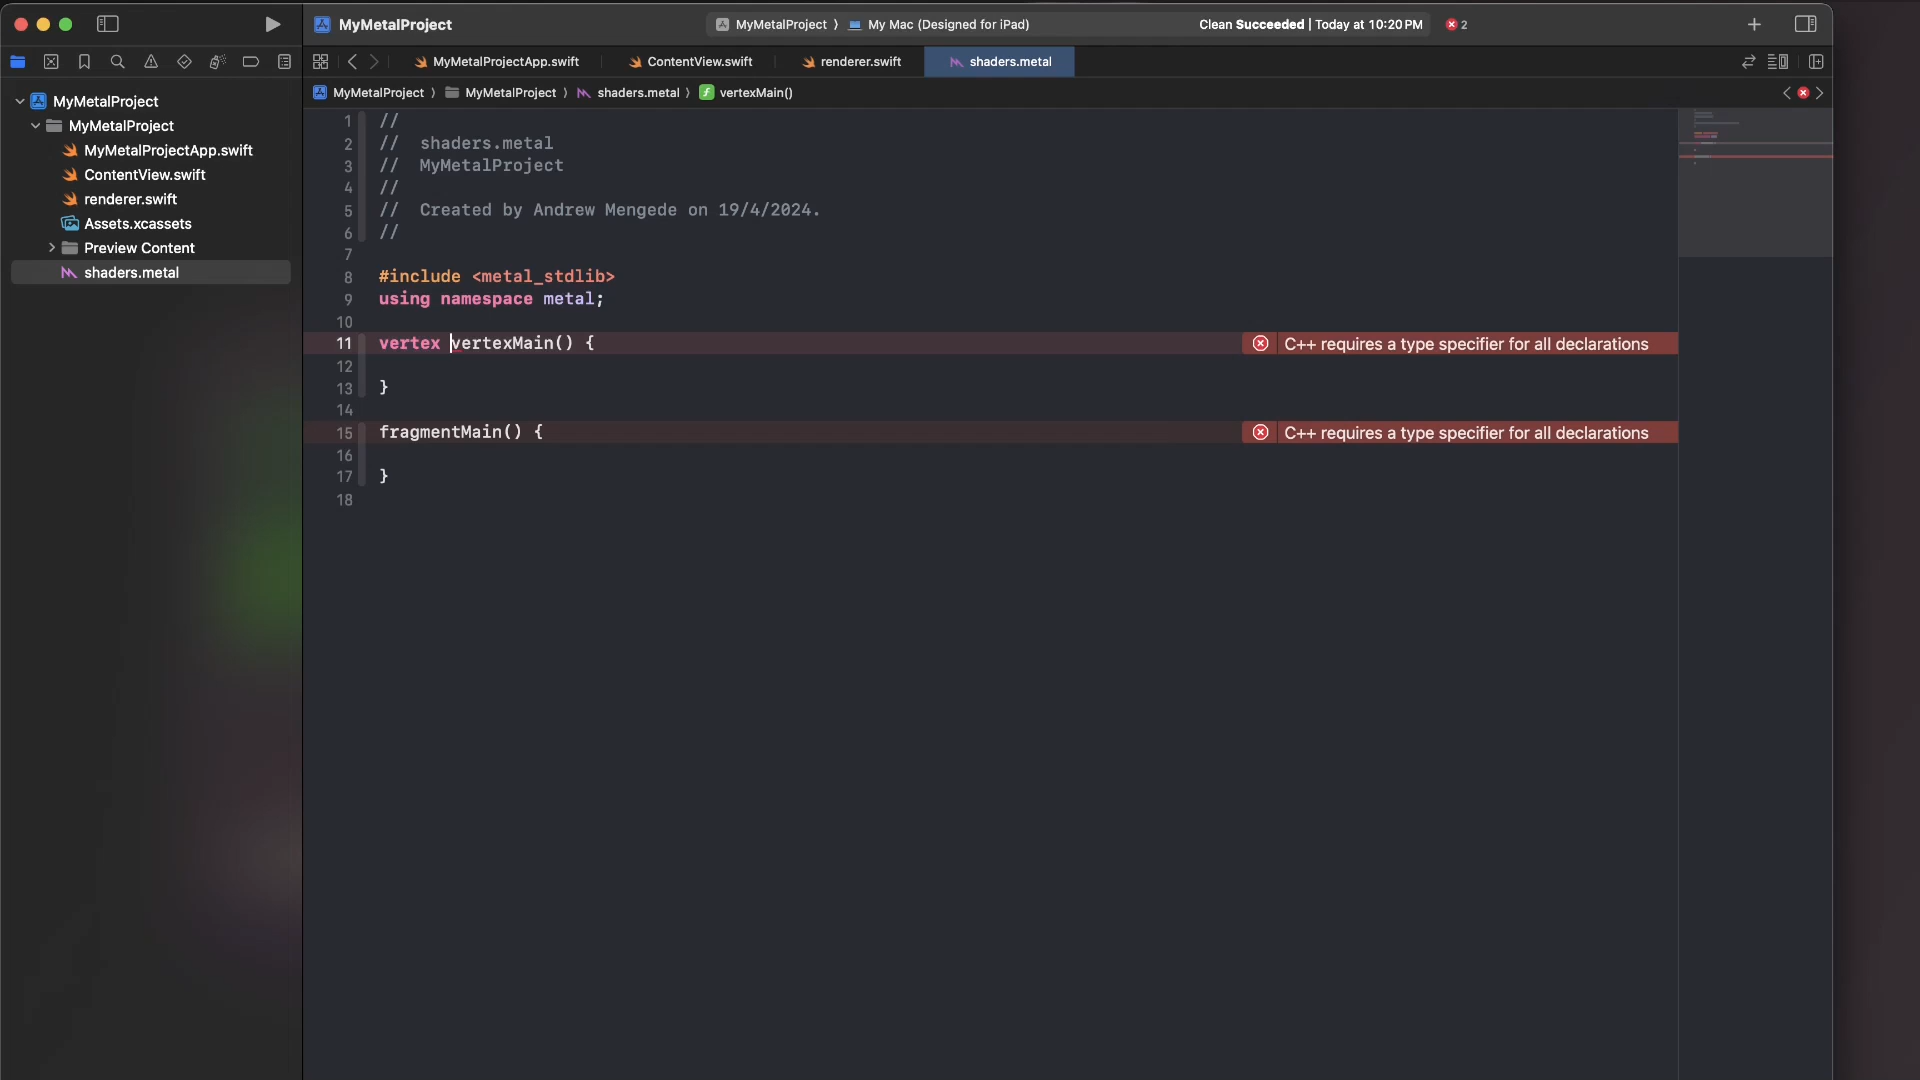 MyMetalProject
MyMetalProject 〉 My Mac (Designed for iPad)
Clean Succeeded | Today at 10:20 PM
2
MyMetalProjectApp.swift
ContentView.swift
renderer.swift
shaders.metal
MyMetalProject 〉 MyMetalProject 〉 shaders.metal 〉 vertexMain()
MyMetalProject
MyMetalProject
MyMetalProjectApp.swift
ContentView.swift
renderer.swift
Assets.xcassets
Preview Content
shaders.metal
1 //
2 // shaders.metal
3 // MyMetalProject
4 //
5 // Created by Andrew Mengede on 19/4/2024.
6 //
7
8 #include <metal_stdlib>
9 using namespace metal;
10
11 vertex vertexMain() { C++ requires a type specifier for all declarations
12
13 }
14
15 fragmentMain() { C++ requires a type specifier for all declarations
16
17 }
18